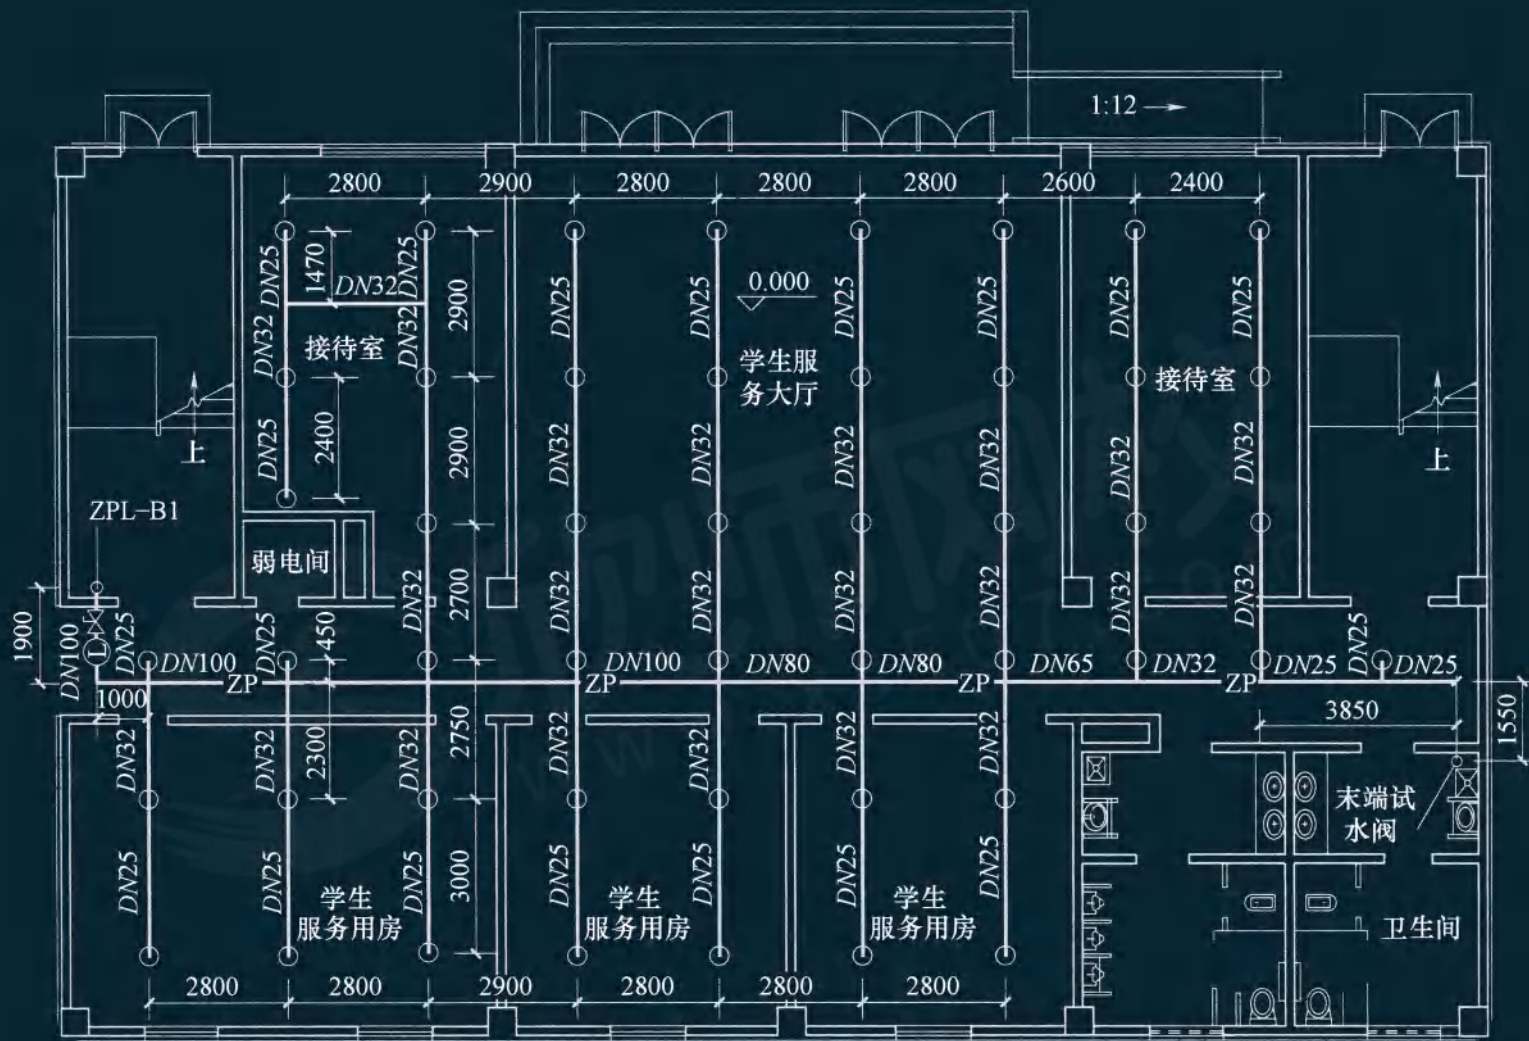 1:12
2800
2900
2800
2800
2800
2600
2400
DN25
1470
DN25
2900
DN32
DN25
DN25
0.000
DN25
DN25
DN25
DN25
DN32
接待室
DN32
学生服
务大厅
接待室
DN25
2400
2900
DN32
DN32
DN32
DN32
DN32
DN32
上
上
ZPL-B1
弱电间
DN32
2700
DN32
DN32
DN32
DN32
DN32
DN32
1900
DN100
L
DN25
DN25
450
DN25
DN100
DN100
DN80
DN80
DN65
DN32
DN25
DN25
ZP
ZP
ZP
ZP
1000
3850
1550
DN32
DN32
2300
DN32
2750
DN32
DN32
DN32
DN32
末端试
水阀
DN25
DN25
DN25
3000
DN25
DN25
DN25
DN25
学生
服务用房
学生
服务用房
学生
服务用房
卫生间
2800
2800
2900
2800
2800
2800